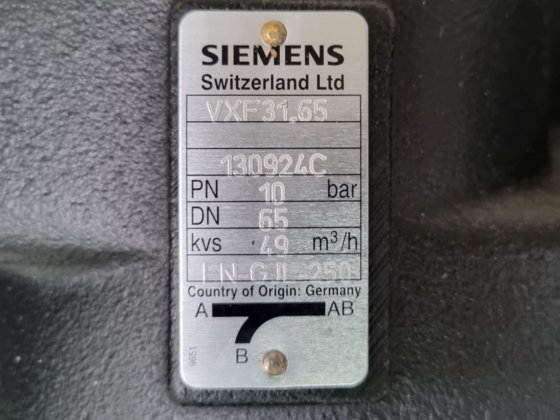 SIEMENS
Switzerland Ltd
VXF31.65
130924C
PN 10 bar
DN 65
kvs 49 m³/h
EN-GJL-250
Country of Origin: Germany
A AB
B
9651